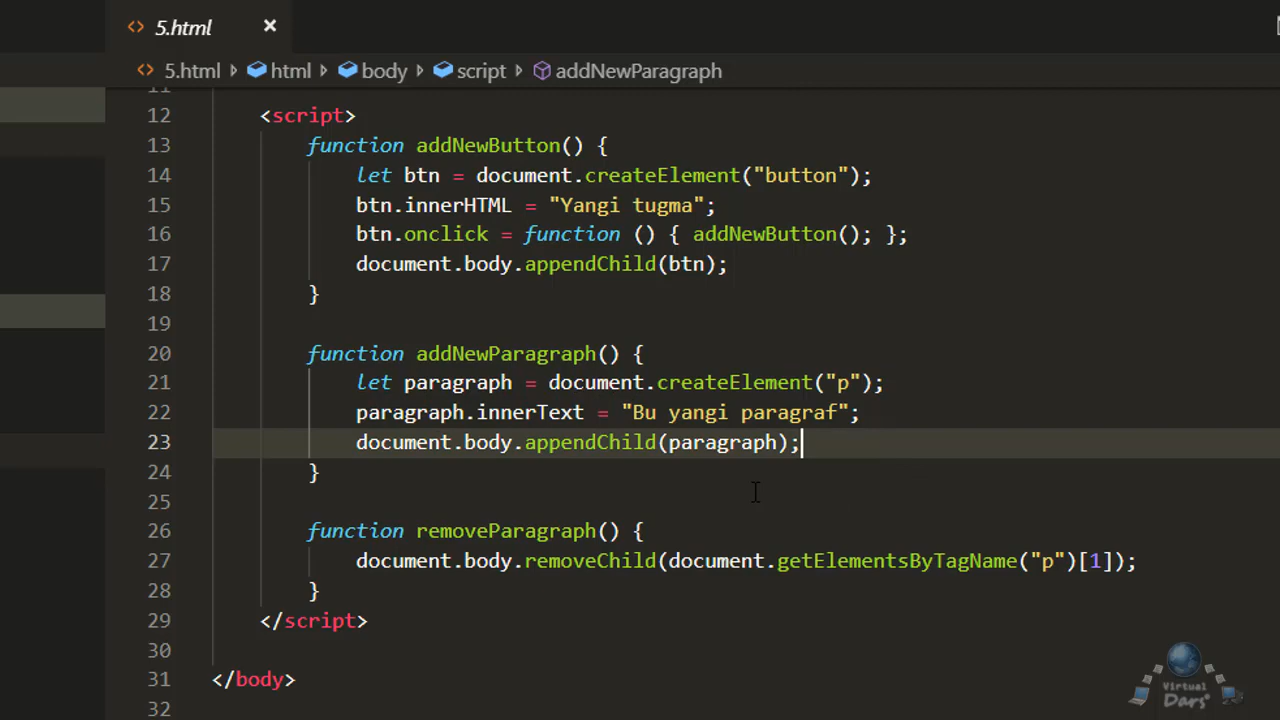 5.html
5.html html body script addNewParagraph
11
12 <script>
13 function addNewButton() {
14 let btn = document.createElement("button");
15 btn.innerHTML = "Yangi tugma";
16 btn.onclick = function () { addNewButton(); };
17 document.body.appendChild(btn);
18 }
19
20 function addNewParagraph() {
21 let paragraph = document.createElement("p");
22 paragraph.innerText = "Bu yangi paragraf";
23 document.body.appendChild(paragraph);
24 }
25
26 function removeParagraph() {
27 document.body.removeChild(document.getElementsByTagName("p")[1]);
28 }
29 </script>
30
31 </body>
32
Virtual
Dars®